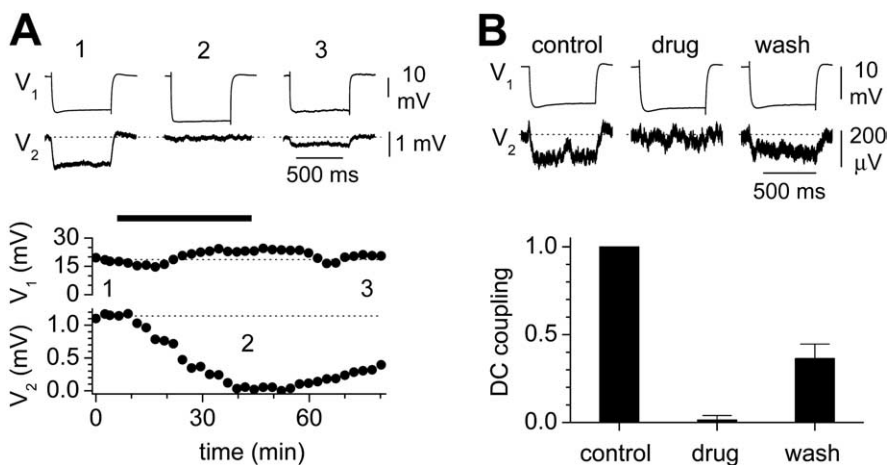 A
1 2 3
V1
10
mV
V2
1 mV
500 ms
V1 (mV)
30
15
0
1 3
V2 (mV)
1.0
0.5
0.0
2
0 30 60
time (min)
B
control drug wash
V1
10
mV
V2
200
μV
500 ms
DC coupling
1.0
0.5
0.0
control drug wash